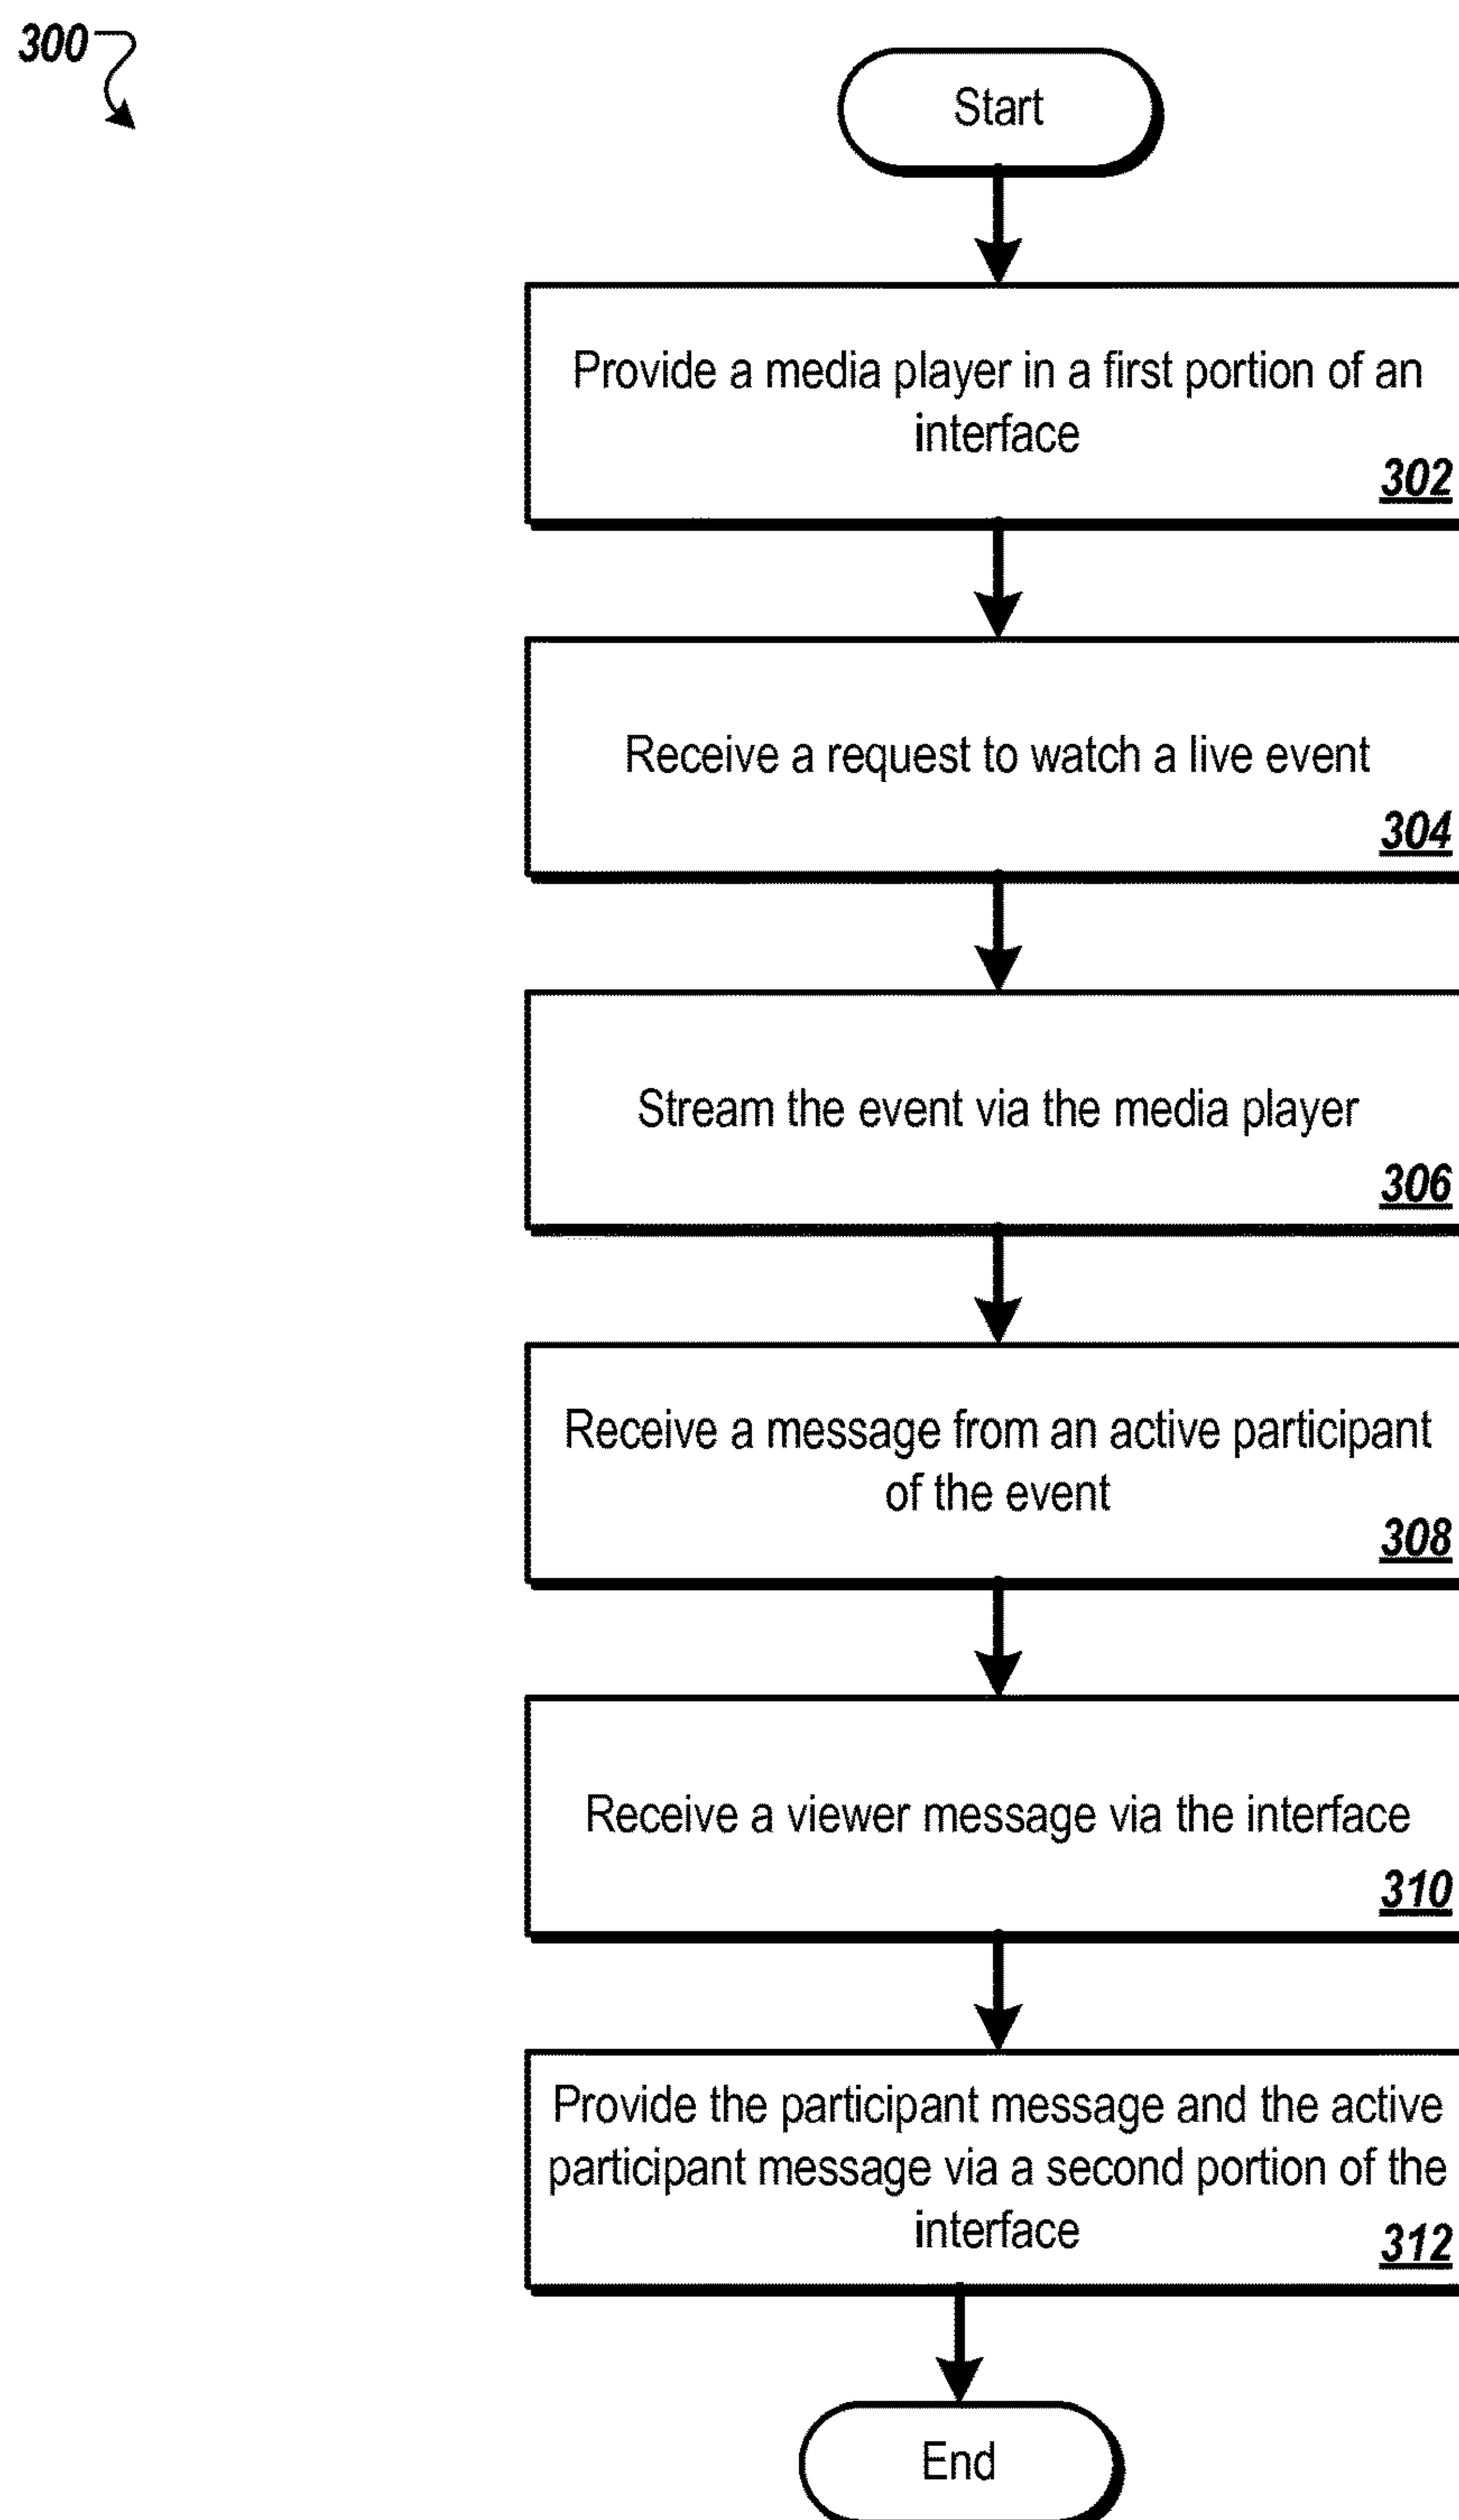 300
Start
Provide a media player in a first portion of an
interface
302
Receive a request to watch a live event
304
Stream the event via the media player
306
Receive a message from an active participant
of the event
308
Receive a viewer message via the interface
310
Provide the participant message and the active
participant message via a second portion of the
interface
312
End